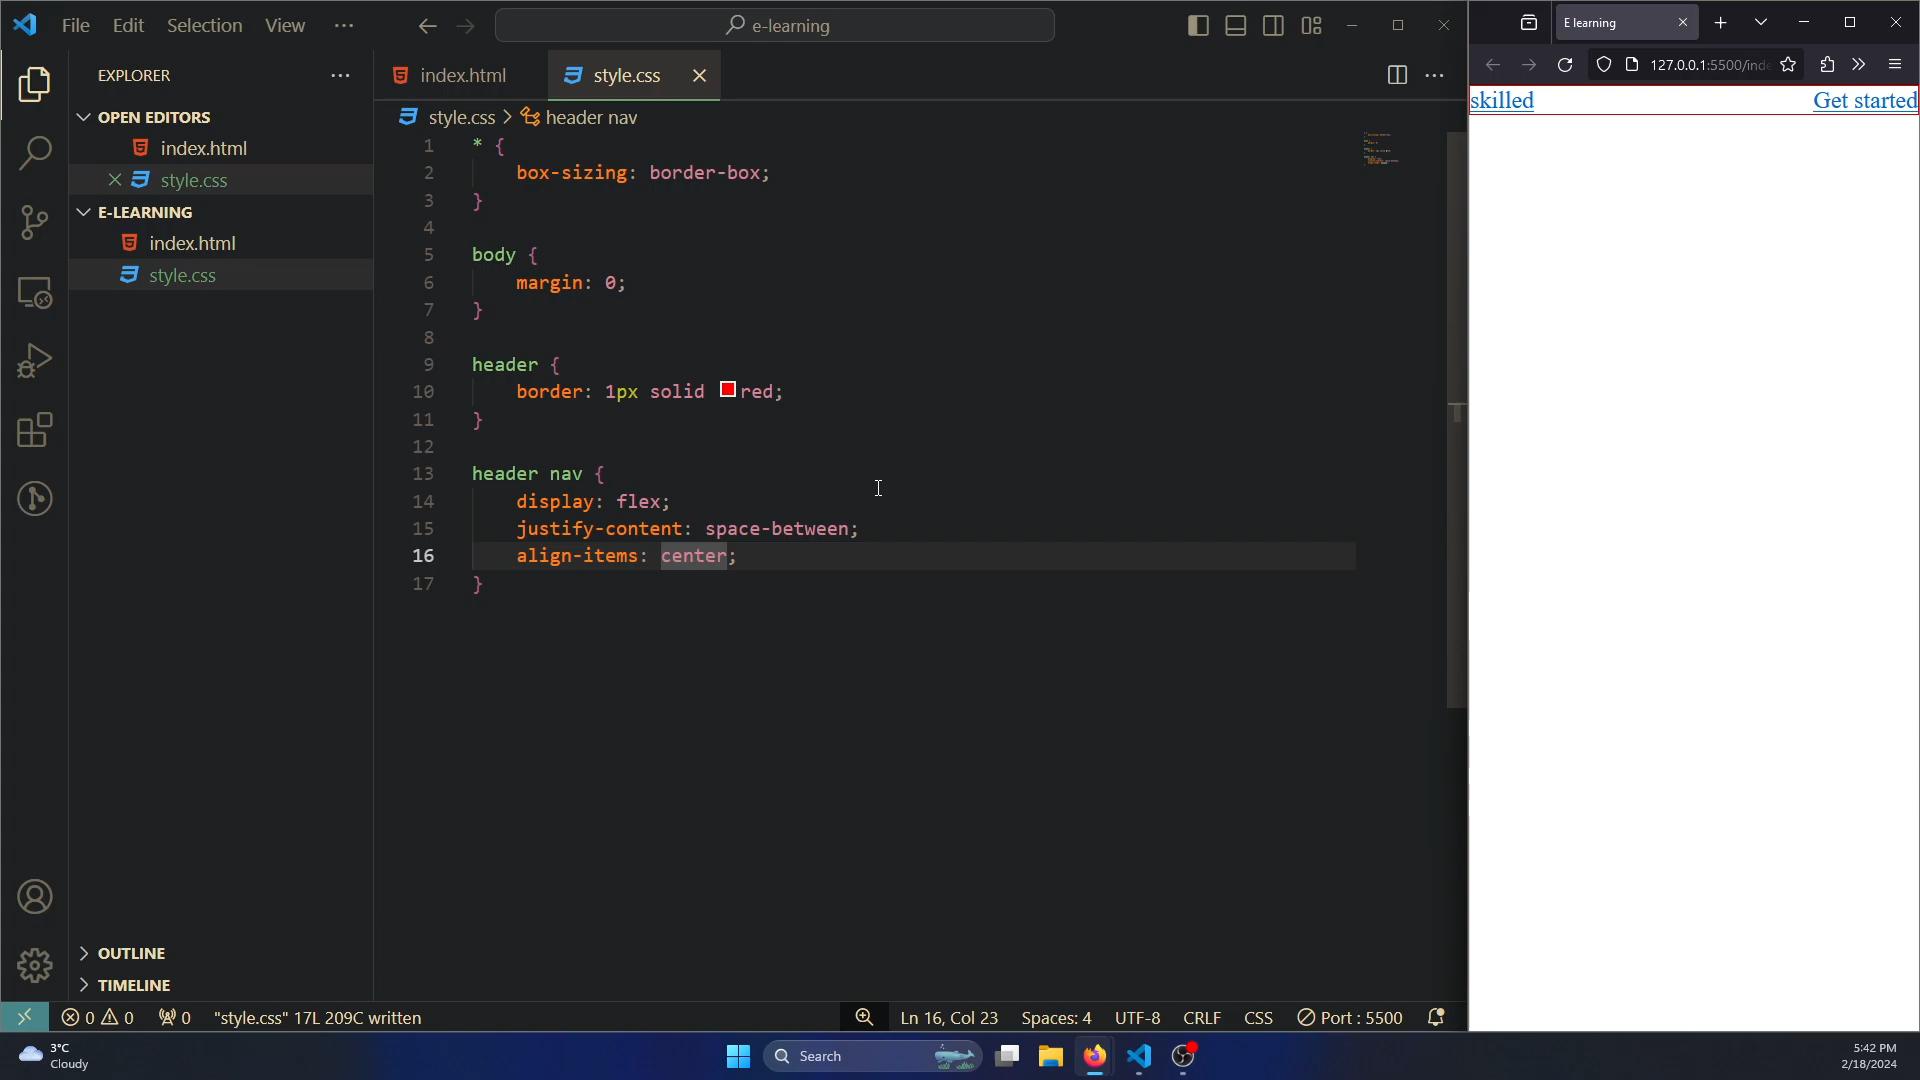 File Edit Selection View ··· e-learning
E learning
127.0.0.1:5500/inde
EXPLORER ···
OPEN EDITORS
index.html
style.css
E-LEARNING
index.html
style.css
OUTLINE
TIMELINE
index.html style.css ···
style.css > header nav
1 * {
2 box-sizing: border-box;
3 }
4
5 body {
6 margin: 0;
7 }
8
9 header {
10 border: 1px solid red;
11 }
12
13 header nav {
14 display: flex;
15 justify-content: space-between;
16 align-items: center;
17 }
skilled Get started
0 0 0 "style.css" 17L 209C written Ln 16, Col 23 Spaces: 4 UTF-8 CRLF CSS Port : 5500
3°C
Cloudy
Search
5:42 PM
2/18/2024